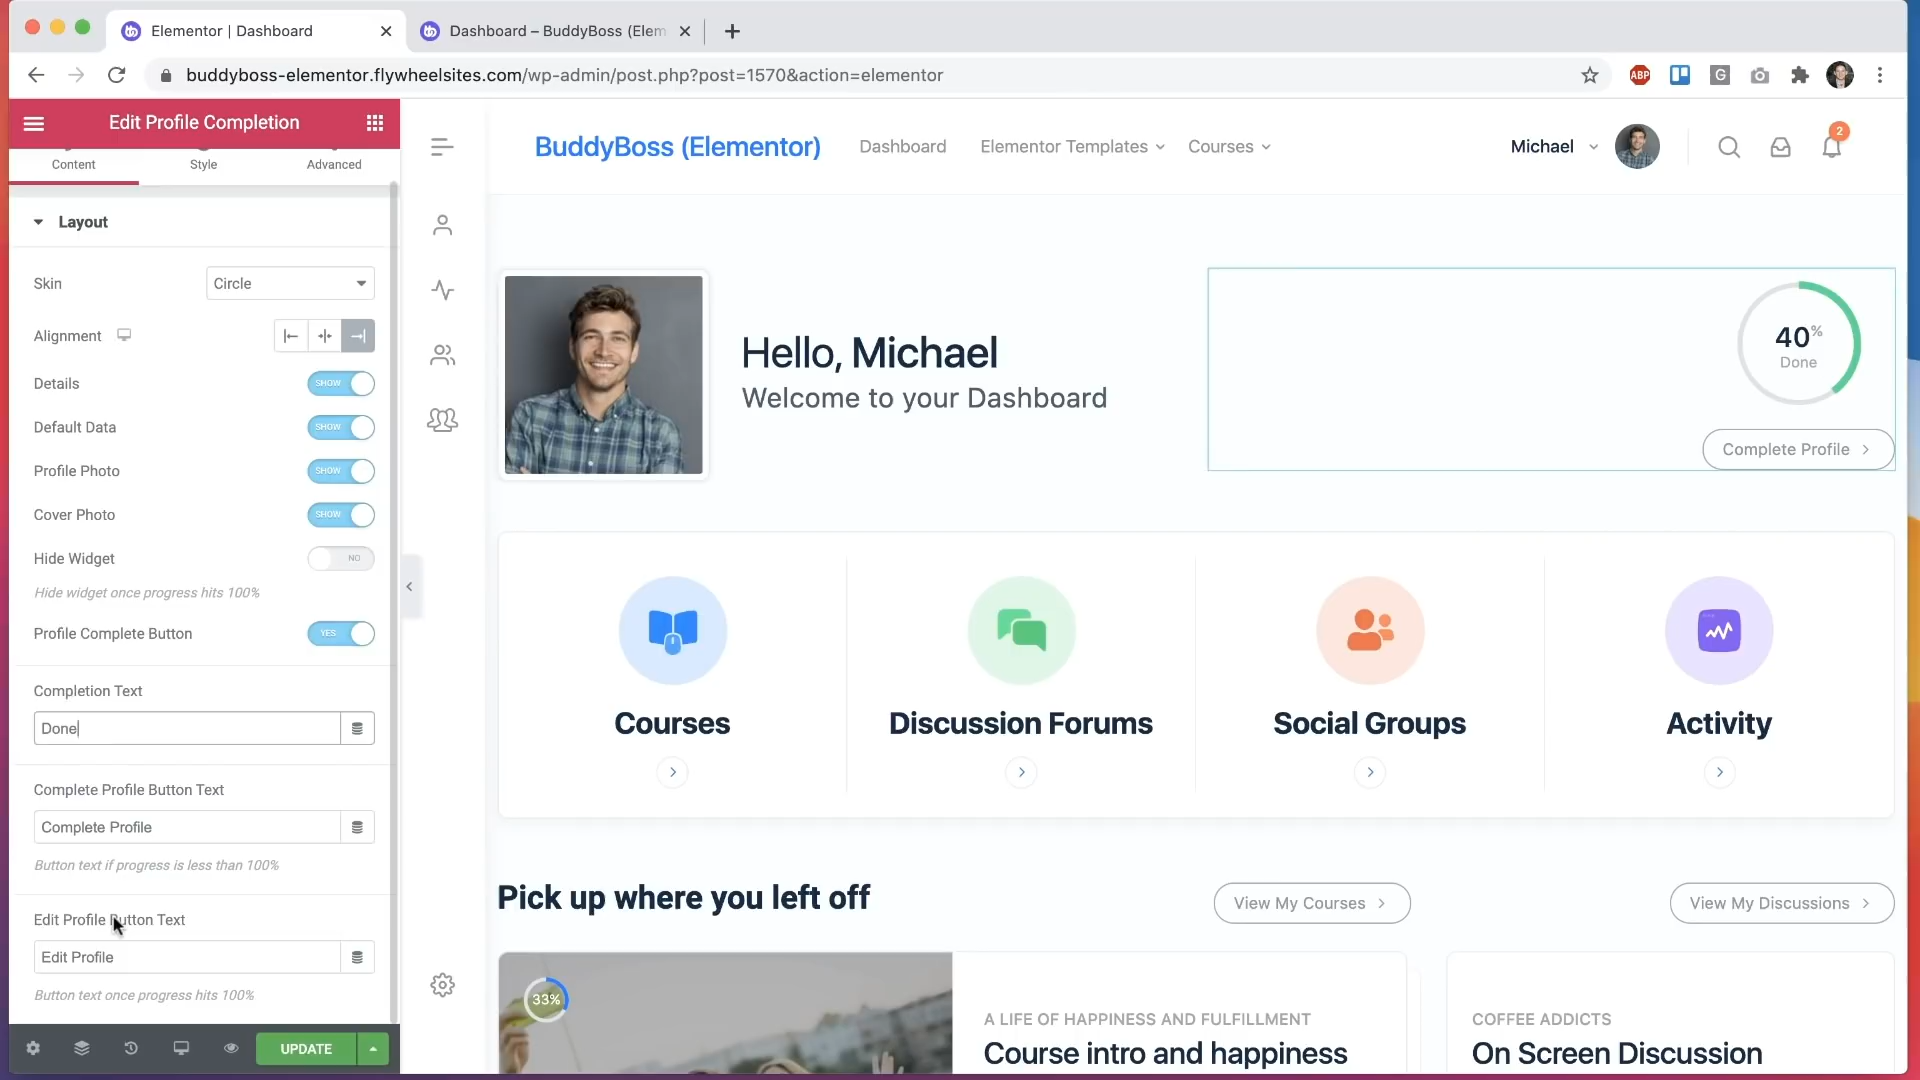 Elementor | Dashboard
Dashboard – BuddyBoss (Elem
buddyboss-elementor.flywheelsites.com/wp-admin/post.php?post=1570&action=elementor
ABP
G
Edit Profile Completion
Content
Style
Advanced
Layout
Skin
Circle
Alignment
Details
SHOW
Default Data
SHOW
Profile Photo
SHOW
Cover Photo
SHOW
Hide Widget
NO
Hide widget once progress hits 100%
Profile Complete Button
YES
Completion Text
Done
Complete Profile Button Text
Complete Profile
Button text if progress is less than 100%
Edit Profile Button Text
Edit Profile
Button text once progress hits 100%
UPDATE
BuddyBoss (Elementor)
Dashboard
Elementor Templates
Courses
Michael
2
Hello, Michael
Welcome to your Dashboard
40%
Done
Complete Profile
Courses
Discussion Forums
Social Groups
Activity
Pick up where you left off
View My Courses
View My Discussions
33%
A LIFE OF HAPPINESS AND FULFILLMENT
Course intro and happiness
COFFEE ADDICTS
On Screen Discussion